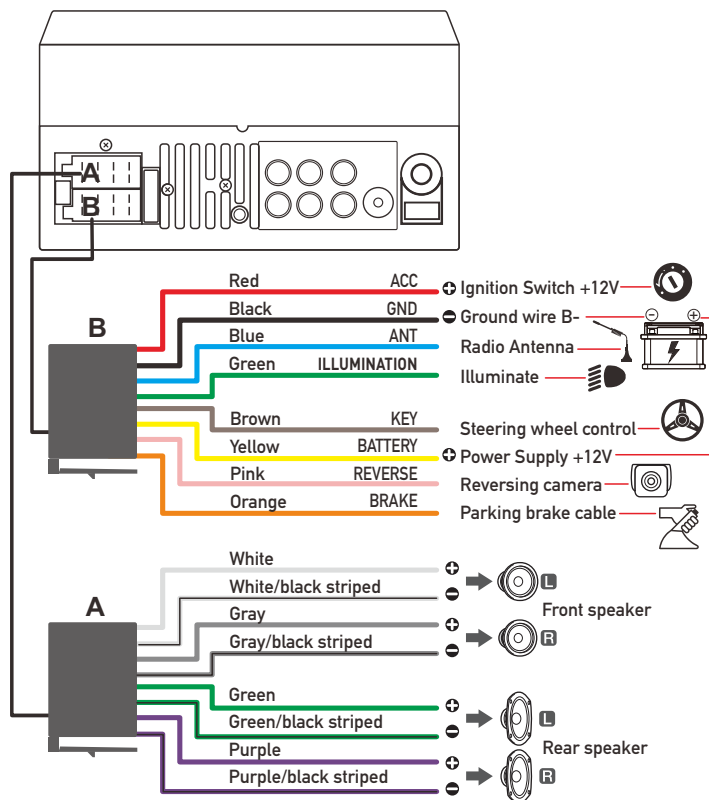 A
B
B
Red ACC ⊕ Ignition Switch +12V
Black GND ⊖ Ground wire B-
Blue ANT Radio Antenna
Green ILLUMINATION Illuminate
Brown KEY Steering wheel control
Yellow BATTERY ⊕ Power Supply +12V
Pink REVERSE Reversing camera
Orange BRAKE Parking brake cable
A
White
White/black striped
L
Front speaker
Gray
Gray/black striped
R
Green
Green/black striped
L
Rear speaker
Purple
Purple/black striped
R